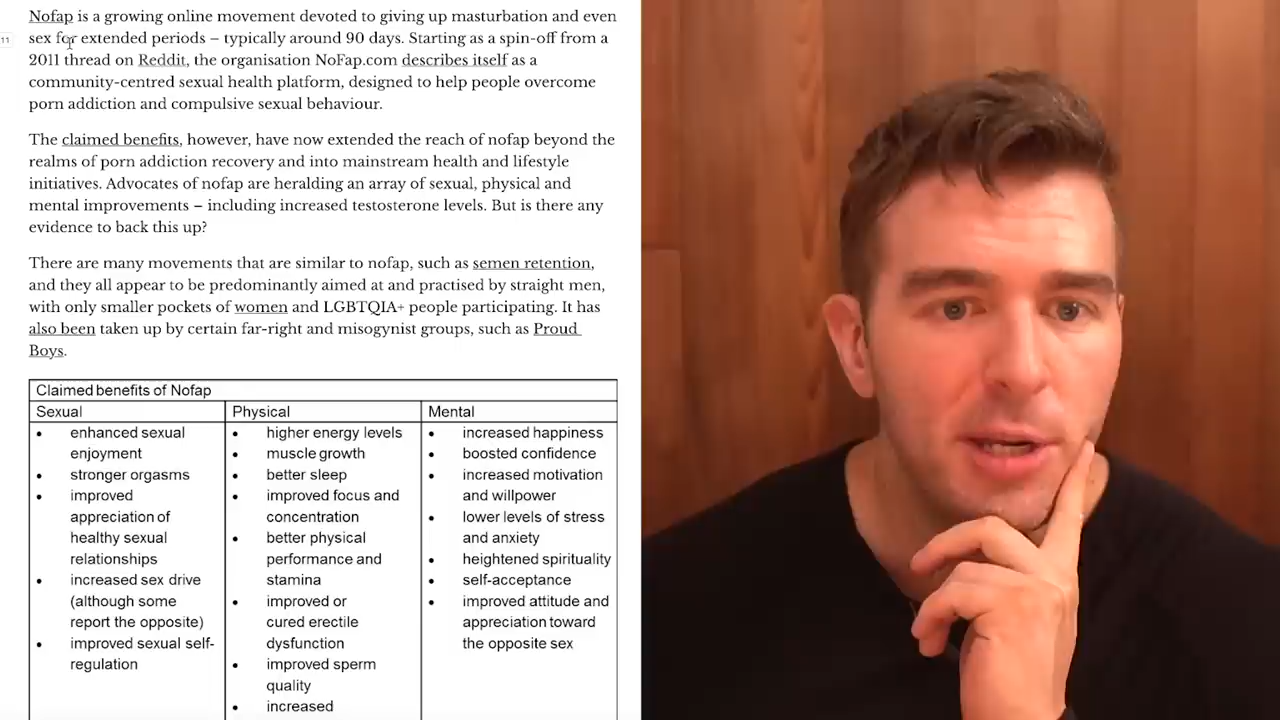 Nofap is a growing online movement devoted to giving up masturbation and even
11
sex for extended periods – typically around 90 days. Starting as a spin-off from a
2011 thread on Reddit, the organisation NoFap.com describes itself as a
community-centred sexual health platform, designed to help people overcome
porn addiction and compulsive sexual behaviour.
The claimed benefits, however, have now extended the reach of nofap beyond the
realms of porn addiction recovery and into mainstream health and lifestyle
initiatives. Advocates of nofap are heralding an array of sexual, physical and
mental improvements – including increased testosterone levels. But is there any
evidence to back this up?
There are many movements that are similar to nofap, such as semen retention,
and they all appear to be predominantly aimed at and practised by straight men,
with only smaller pockets of women and LGBTQIA+ people participating. It has
also been taken up by certain far-right and misogynist groups, such as Proud
Boys.
Claimed benefits of Nofap
Sexual
• enhanced sexual
enjoyment
• stronger orgasms
• improved
appreciation of
healthy sexual
relationships
• increased sex drive
(although some
report the opposite)
• improved sexual self-
regulation
Physical
• higher energy levels
• muscle growth
• better sleep
• improved focus and
concentration
• better physical
performance and
stamina
• improved or
cured erectile
dysfunction
• improved sperm
quality
• increased
Mental
• increased happiness
• boosted confidence
• increased motivation
and willpower
• lower levels of stress
and anxiety
• heightened spirituality
• self-acceptance
• improved attitude and
appreciation toward
the opposite sex